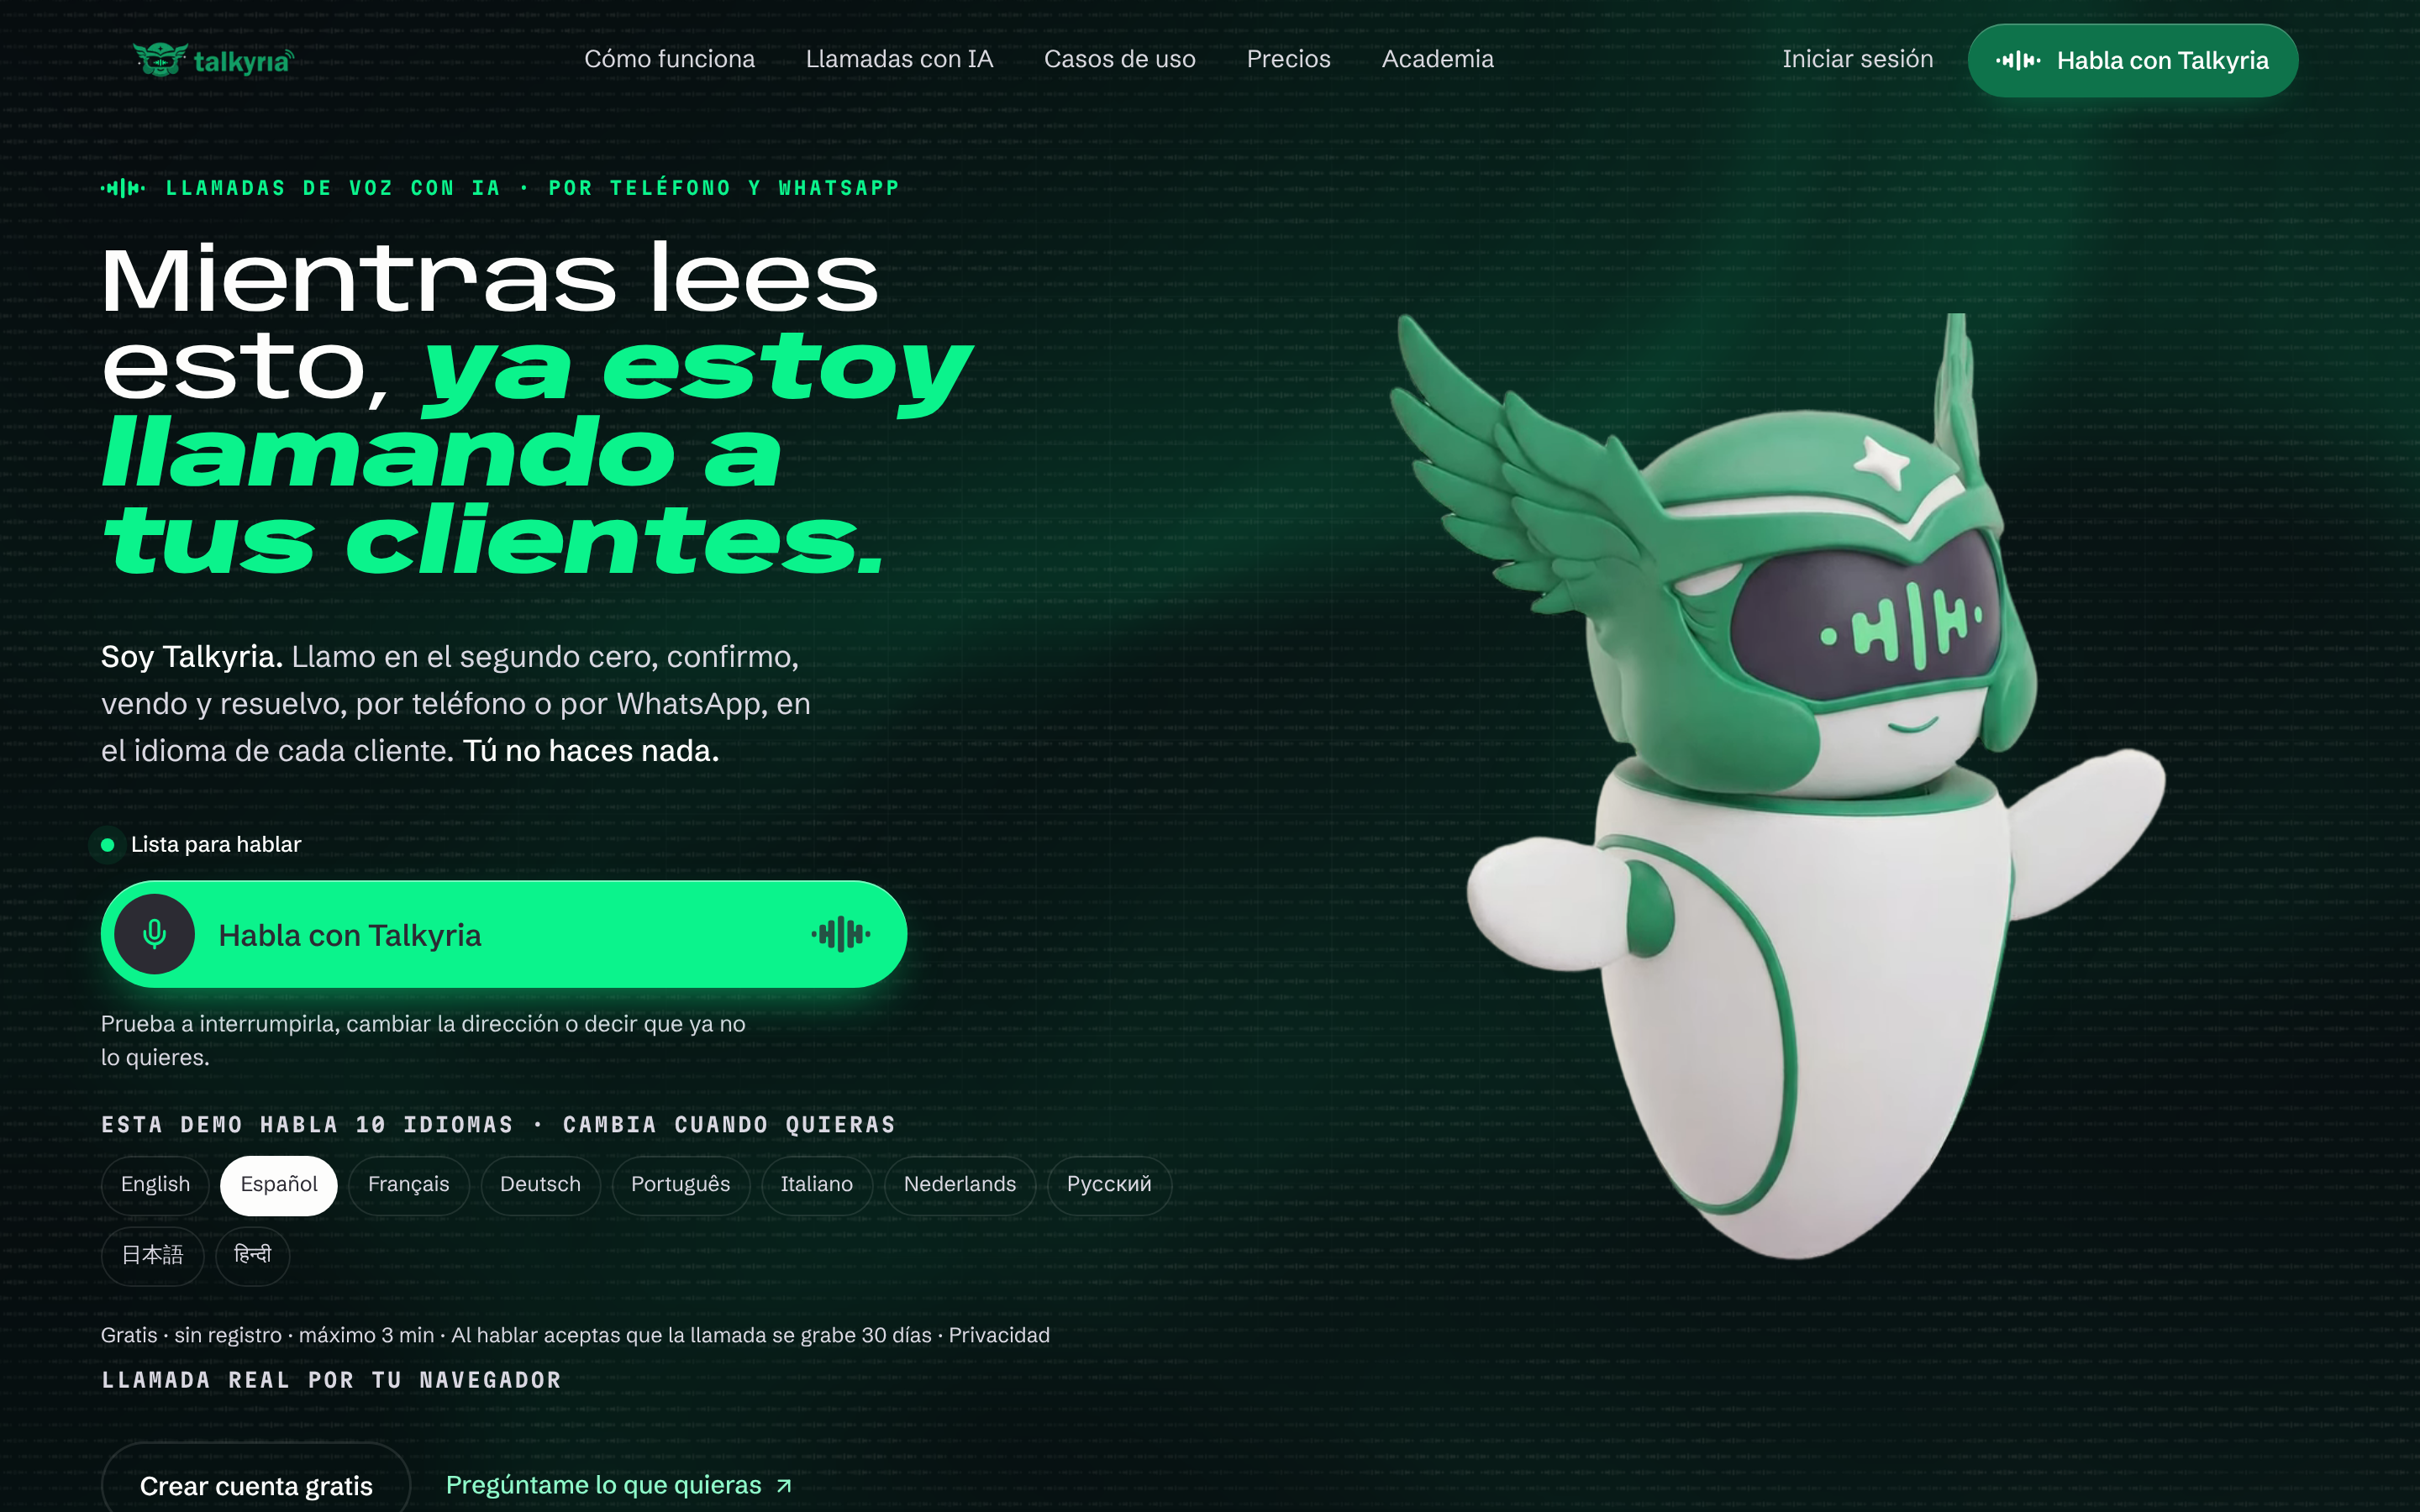 talkyria
Cómo funciona
Llamadas con IA
Casos de uso
Precios
Academia
Iniciar sesión
Habla con Talkyria
LLAMADAS DE VOZ CON IA · POR TELÉFONO Y WHATSAPP
Mientras lees
esto, ya estoy
llamando a
tus clientes.
Soy Talkyria. Llamo en el segundo cero, confirmo,
vendo y resuelvo, por teléfono o por WhatsApp, en
el idioma de cada cliente. Tú no haces nada.
Lista para hablar
Habla con Talkyria
Prueba a interrumpirla, cambiar la dirección o decir que ya no
lo quieres.
ESTA DEMO HABLA 10 IDIOMAS · CAMBIA CUANDO QUIERAS
English
Español
Français
Deutsch
Português
Italiano
Nederlands
Русский
日本語
हिन्दी
Gratis · sin registro · máximo 3 min · Al hablar aceptas que la llamada se grabe 30 días · Privacidad
LLAMADA REAL POR TU NAVEGADOR
Crear cuenta gratis
Pregúntame lo que quieras ↗